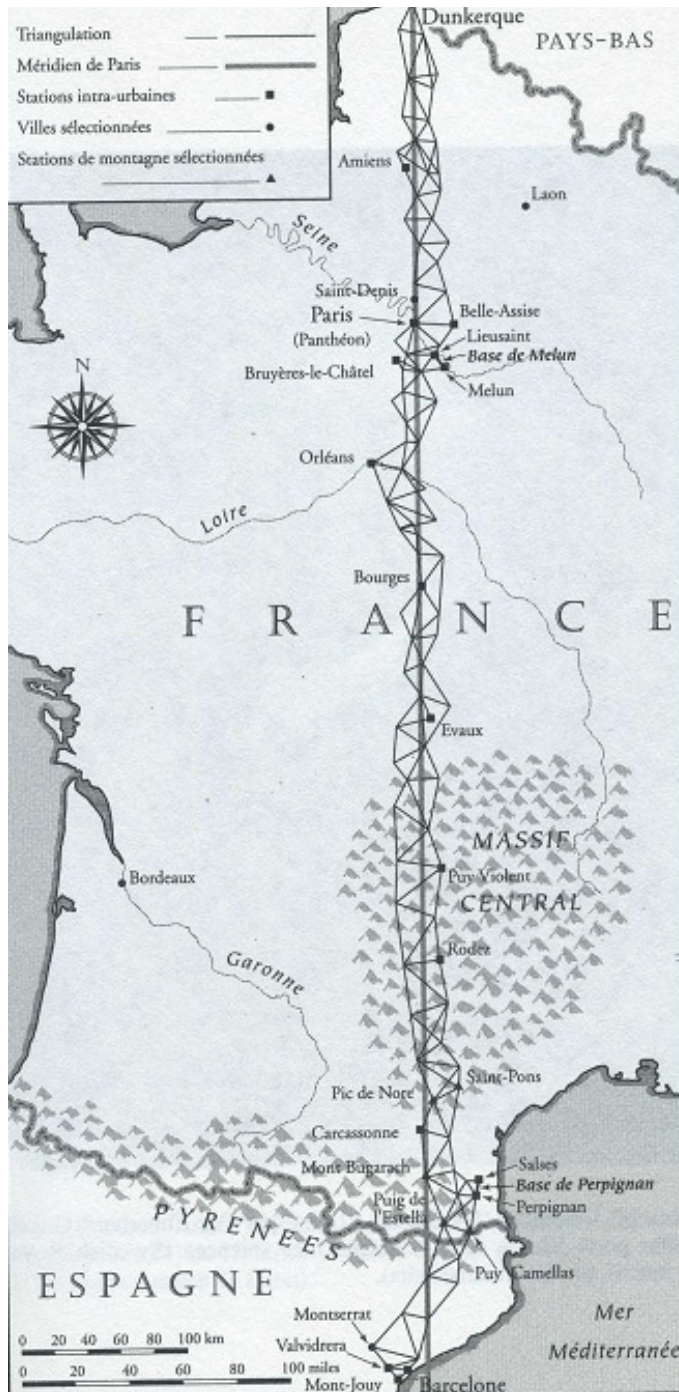 Dunkerque
Triangulation
PAYS-BAS
Méridien de Paris
Stations intra-urbaines
Villes sélectionnées
Stations de montagne sélectionnées
Amiens
Laon
Seine
Saint-Denis
Paris
(Panthéon)
Belle-Assise
Lieusaint
Base de Melun
Bruyères-le-Châtel
Melun
N
Orléans
Loire
Bourges
FRANCE
Evaux
MASSIF
CENTRAL
Puy Violent
Bordeaux
Rodez
Garonne
Saint-Pons
Pic de Nore
Carcassonne
Mont Bugarach
Salses
Base de Perpignan
Perpignan
Puig de
l'Estella
PYRENEES
Puy Camellas
ESPAGNE
Montserrat
Mer
Méditerranée
0 20 40 60 80 100 km
Valvidrera
0 20 40 60 80 100 miles
Mont-Jouy
Barcelone